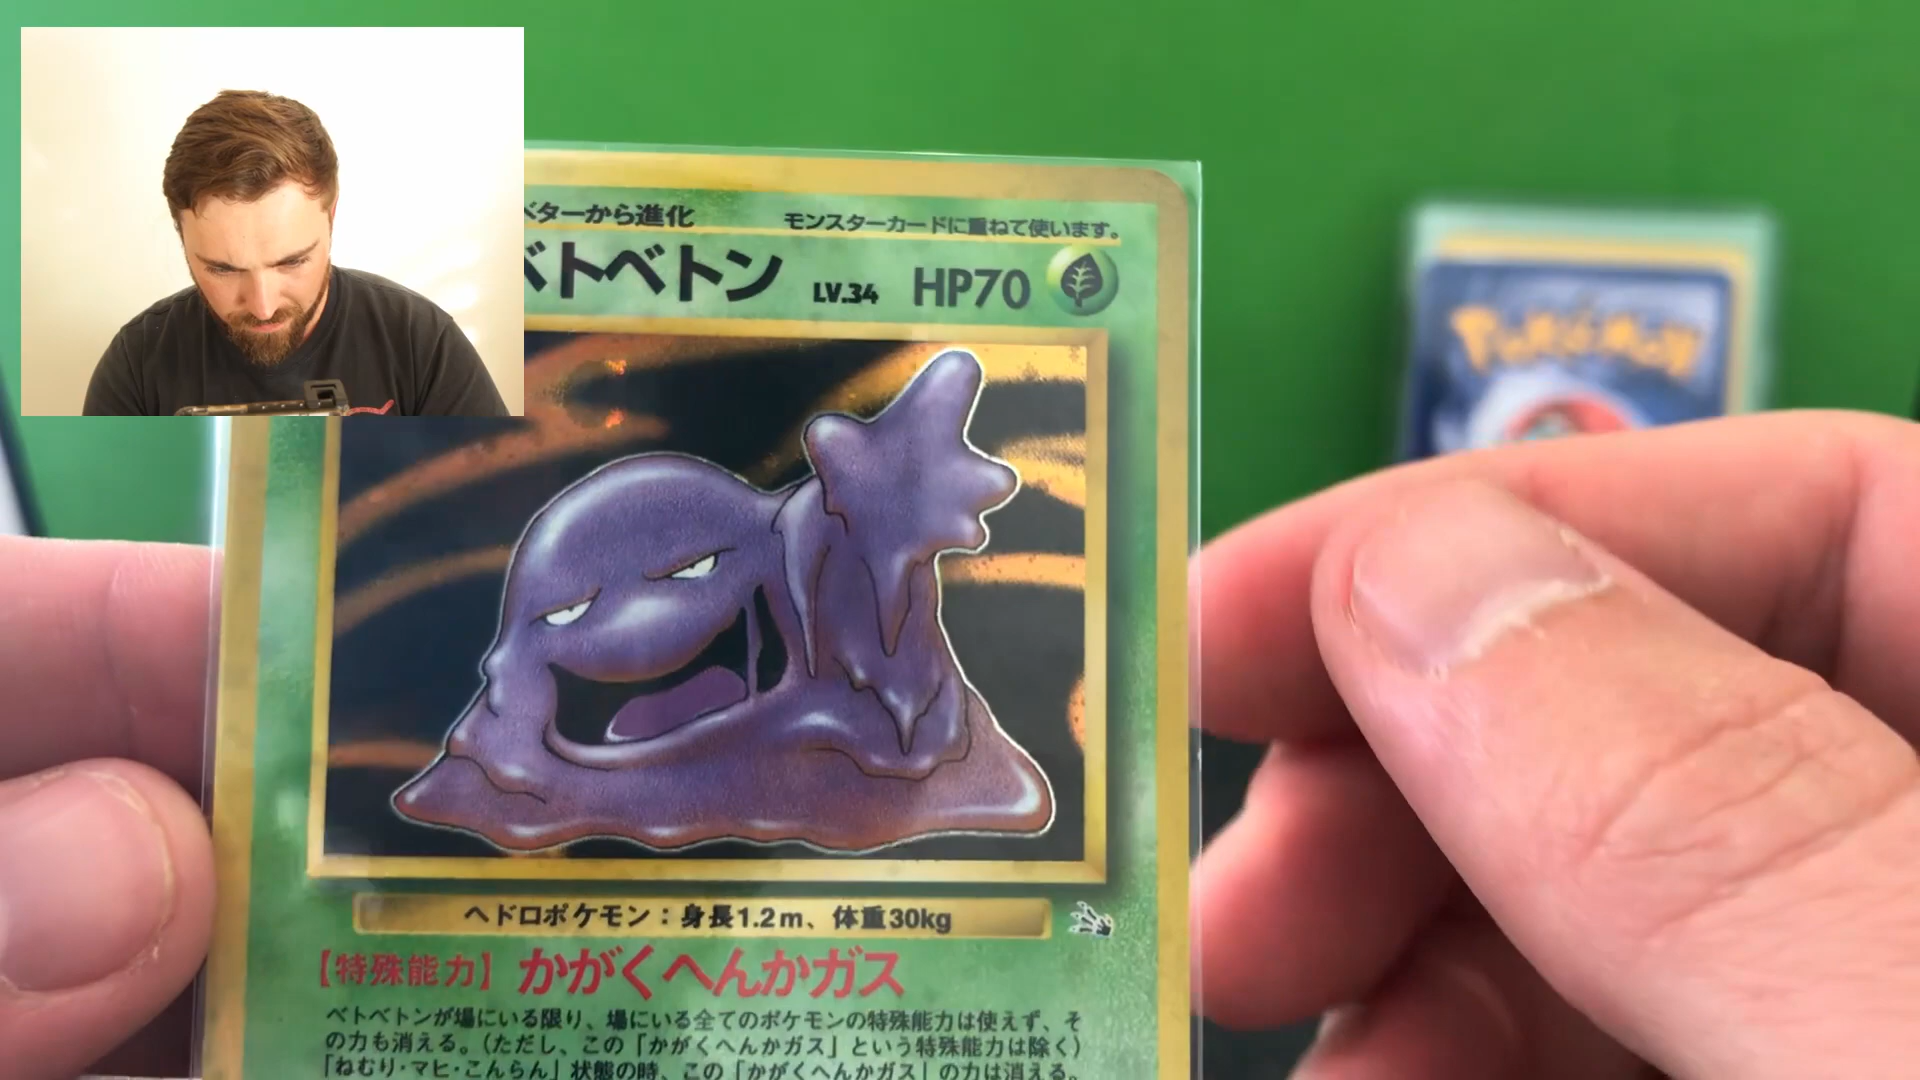 ベターから進化
モンスターカードに重ねて使います。
ベトベトン LV.34 HP70
ヘドロポケモン：身長1.2m、体重30kg
【特殊能力】かがくへんかガス
ベトベトンが場にいる限り、場にいる全てのポケモンの特殊能力は使えず、そ
の力も消える。（ただし、この「かがくへんかガス」という特殊能力は除く）
「ねむり・マヒ・こんらん」状態の時、この「かがくへんかガス」の力は消える。
Pokémon